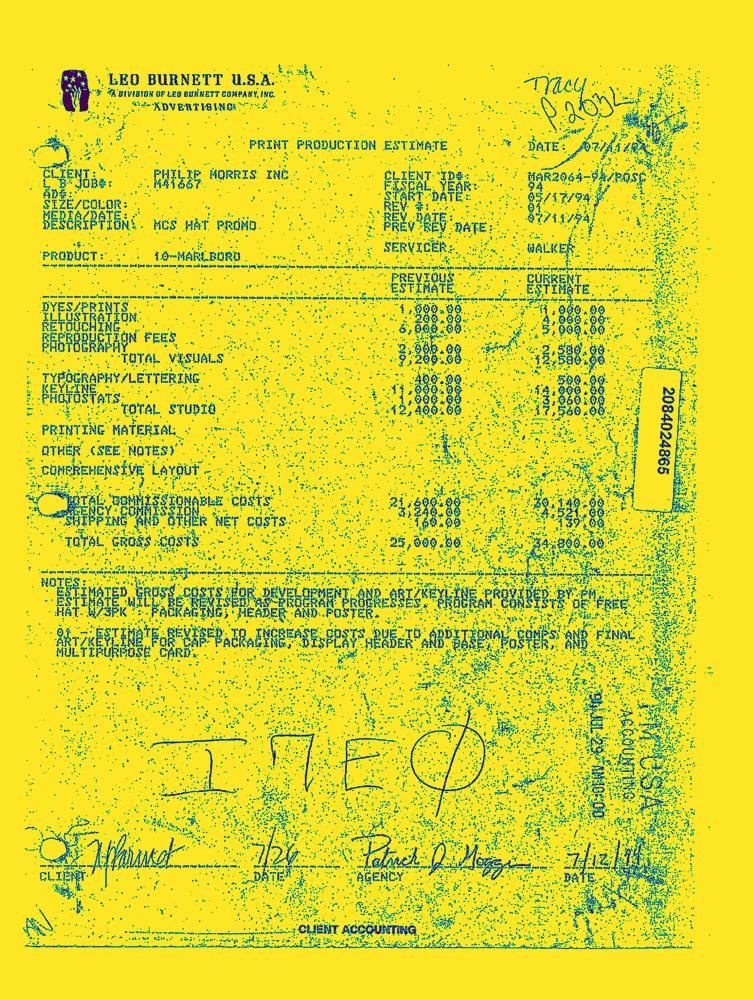 LEO BURNETT U.S.A.
A DIVISION OF LEO BURNETT COMPANY, INC.
ADVERTISING
Tracy
P. 2032
PRINT PRODUCTION ESTIMATE DATE: 07/11/94
CLIENT: PHILIP MORRIS INC CLIENT ID#: MAR2064-94/POSC
L B JOB#: M41667 FISCAL YEAR: 94
AD#: START DATE: 05/17/94
SIZE/COLOR: REV #: 01
MEDIA/DATE: REV DATE: 07/11/94
DESCRIPTION: MCS HAT PROMO PREV REV DATE:
SERVICER: WALKER
PRODUCT: 10-MARLBORO
PREVIOUS CURRENT
ESTIMATE ESTIMATE
DYES/PRINTS 1,000.00 1,000.00
ILLUSTRATION 200.00 4,000.00
RETOUCHING 6,000.00 5,000.00
REPRODUCTION FEES
PHOTOGRAPHY 2,000.00 2,580.00
TOTAL VISUALS 9,200.00 12,580.00
TYPOGRAPHY/LETTERING 400.00 500.00
KEYLINE 11,000.00 14,000.00
PHOTOSTATS 1,000.00 3,060.00
TOTAL STUDIO 12,400.00 17,560.00
PRINTING MATERIAL
OTHER (SEE NOTES)
COMPREHENSIVE LAYOUT
TOTAL COMMISSIONABLE COSTS 21,600.00 30,140.00
AGENCY COMMISSION 3,240.00 4,521.00
SHIPPING AND OTHER NET COSTS 160.00 139.00
TOTAL GROSS COSTS 25,000.00 34,800.00
2084024865
NOTES:
ESTIMATED GROSS COSTS FOR DEVELOPMENT AND ART/KEYLINE PROVIDED BY PM.
ESTIMATE WILL BE REVISED AS PROGRAM PROGRESSES. PROGRAM CONSISTS OF FREE
HAT W/3PK : PACKAGING, HEADER AND POSTER.
01 - ESTIMATE REVISED TO INCREASE COSTS DUE TO ADDITIONAL COMPS AND FINAL
ART/KEYLINE FOR CAP PACKAGING, DISPLAY HEADER AND BASE, POSTER, AND
MULTIPURPOSE CARD.
PM USA
ACCOUNTING
94 JUL 29 AM 10:00
7/26 7/12/94
CLIENT DATE AGENCY DATE
CLIENT ACCOUNTING